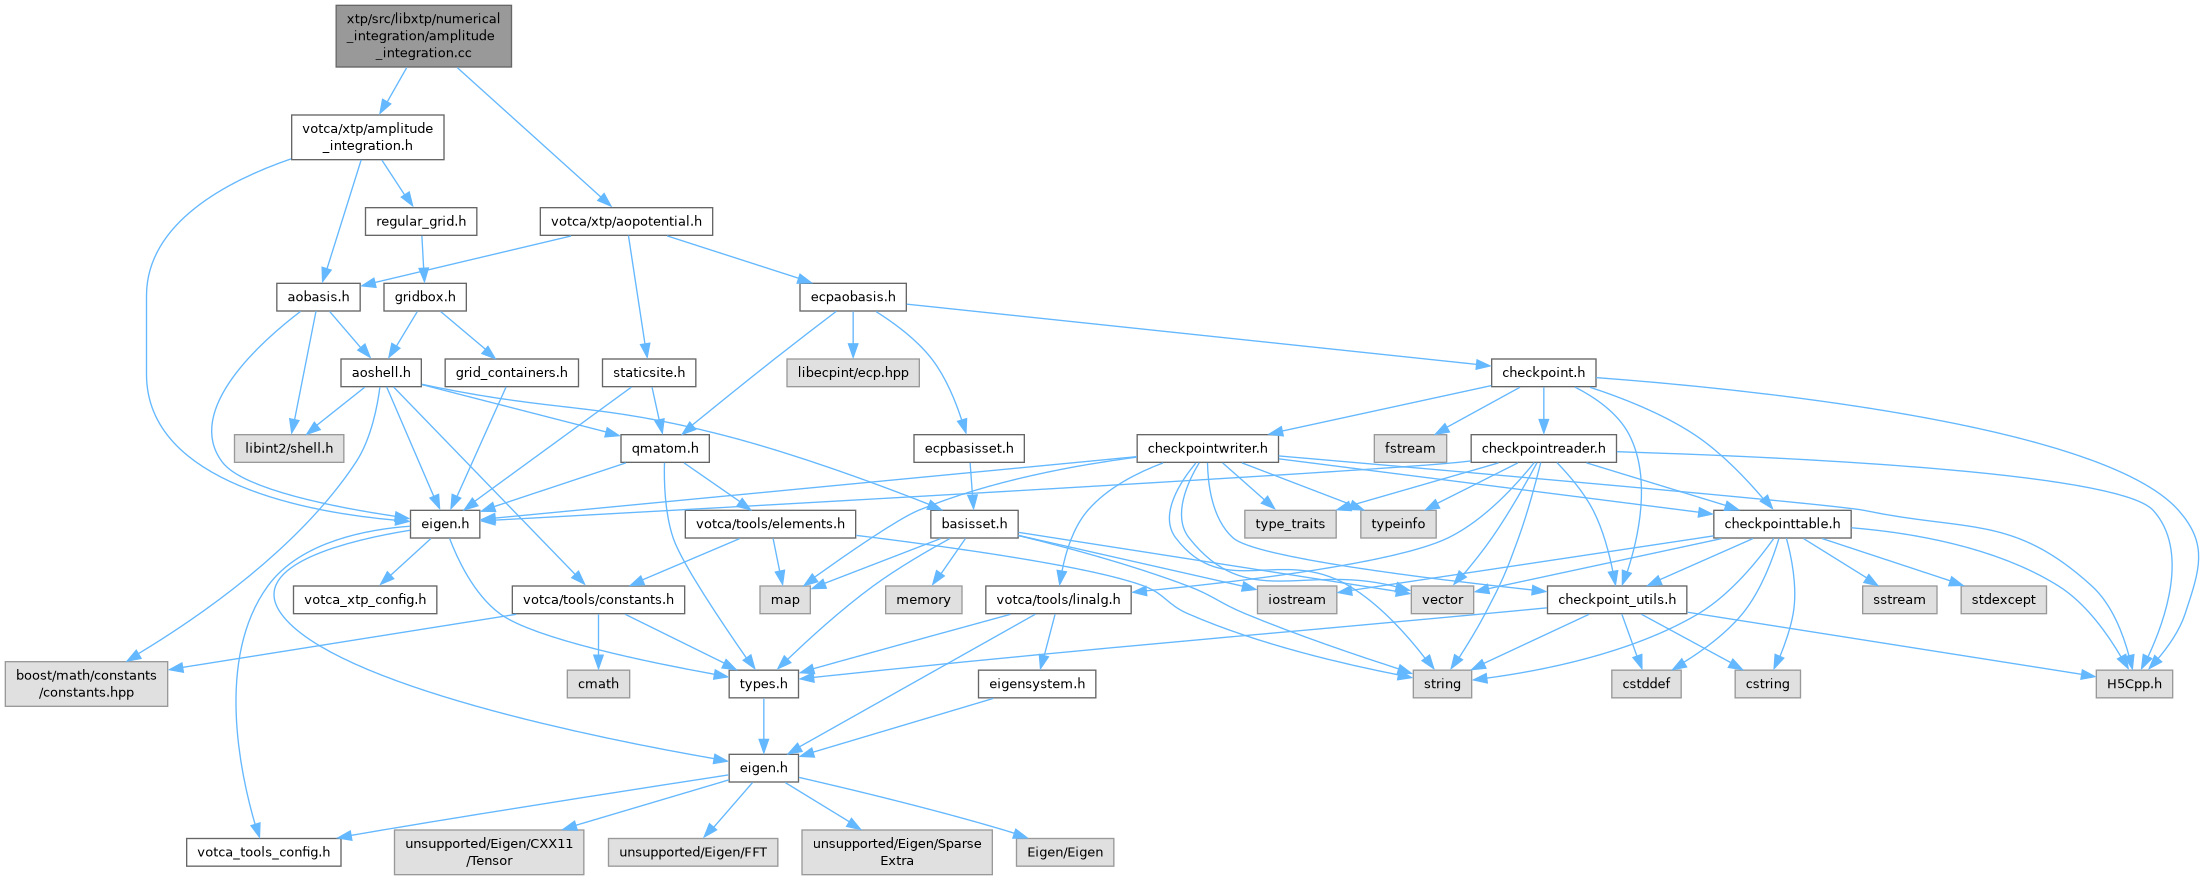 xtp/src/libxtp/numerical
_integration/amplitude
_integration.cc
votca/xtp/amplitude
_integration.h
regular_grid.h
votca/xtp/aopotential.h
aobasis.h
gridbox.h
ecpaobasis.h
aoshell.h
grid_containers.h
staticsite.h
libecpint/ecp.hpp
checkpoint.h
libint2/shell.h
qmatom.h
ecpbasisset.h
checkpointwriter.h
fstream
checkpointreader.h
eigen.h
votca/tools/elements.h
basisset.h
type_traits
typeinfo
checkpointtable.h
votca_xtp_config.h
votca/tools/constants.h
map
memory
votca/tools/linalg.h
iostream
vector
checkpoint_utils.h
sstream
stdexcept
boost/math/constants
/constants.hpp
cmath
types.h
eigensystem.h
string
cstddef
cstring
H5Cpp.h
eigen.h
votca_tools_config.h
unsupported/Eigen/CXX11
/Tensor
unsupported/Eigen/FFT
unsupported/Eigen/Sparse
Extra
Eigen/Eigen